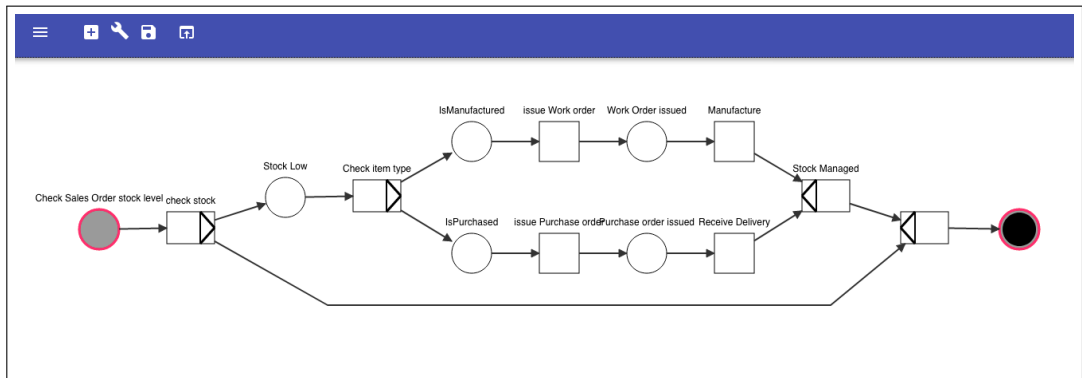 IsManufactured
issue Work order
Work Order issued
Manufacture
Stock Low
Check item type
Stock Managed
Check Sales Order stock level
check stock
IsPurchased
issue Purchase order
Purchase order issued
Receive Delivery